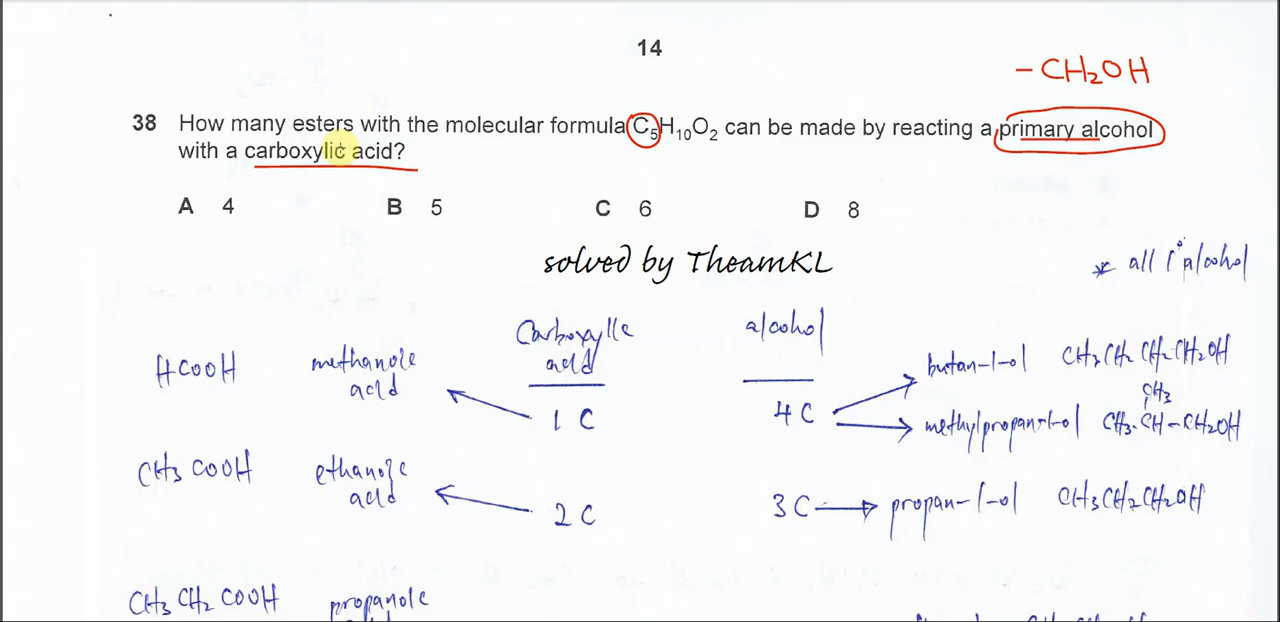 14
- CH₂OH
38 How many esters with the molecular formula C₅H₁₀O₂ can be made by reacting a primary alcohol
with a carboxylic acid?
A 4 B 5 C 6 D 8
solved by TheamKL
* all 1° alcohol
Carboxylic acid
alcohol
HCOOH methanoic acid 1 C
4 C butan-1-ol CH₃CH₂CH₂CH₂OH
methylpropan-1-ol CH₃-CH-CH₂OH
CH₃
CH₃COOH ethanoic acid 2 C
3 C propan-1-ol CH₃CH₂CH₂OH
CH₃CH₂COOH propanoic